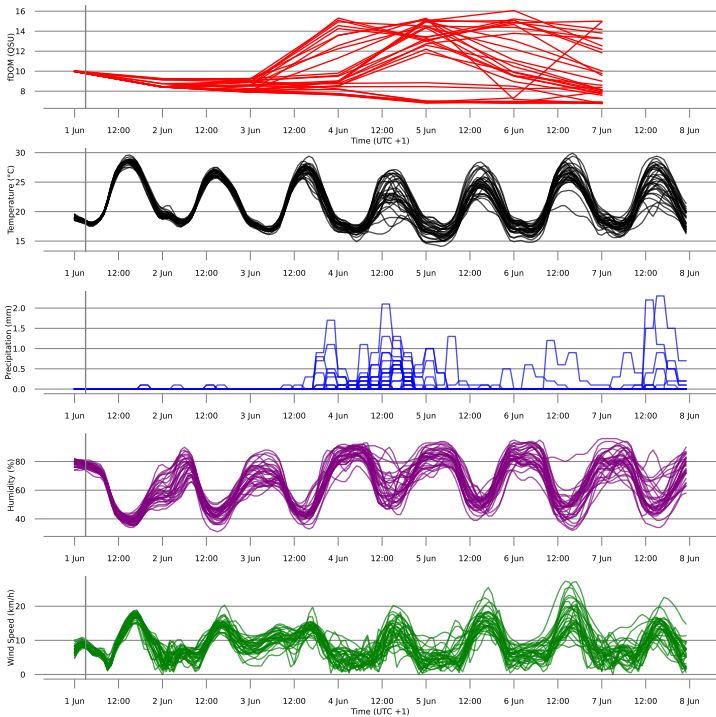 16
14
12
10
8
fDOM (QSU)
1 Jun 12:00 2 Jun 12:00 3 Jun 12:00 4 Jun 12:00 5 Jun 12:00 6 Jun 12:00 7 Jun 12:00 8 Jun
Time (UTC +1)
30
25
20
15
Temperature (°C)
1 Jun 12:00 2 Jun 12:00 3 Jun 12:00 4 Jun 12:00 5 Jun 12:00 6 Jun 12:00 7 Jun 12:00 8 Jun
2.0
1.5
1.0
0.5
0.0
Precipitation (mm)
1 Jun 12:00 2 Jun 12:00 3 Jun 12:00 4 Jun 12:00 5 Jun 12:00 6 Jun 12:00 7 Jun 12:00 8 Jun
80
60
40
Humidity (%)
1 Jun 12:00 2 Jun 12:00 3 Jun 12:00 4 Jun 12:00 5 Jun 12:00 6 Jun 12:00 7 Jun 12:00 8 Jun
20
10
0
Wind Speed (km/h)
1 Jun 12:00 2 Jun 12:00 3 Jun 12:00 4 Jun 12:00 5 Jun 12:00 6 Jun 12:00 7 Jun 12:00 8 Jun
Time (UTC +1)